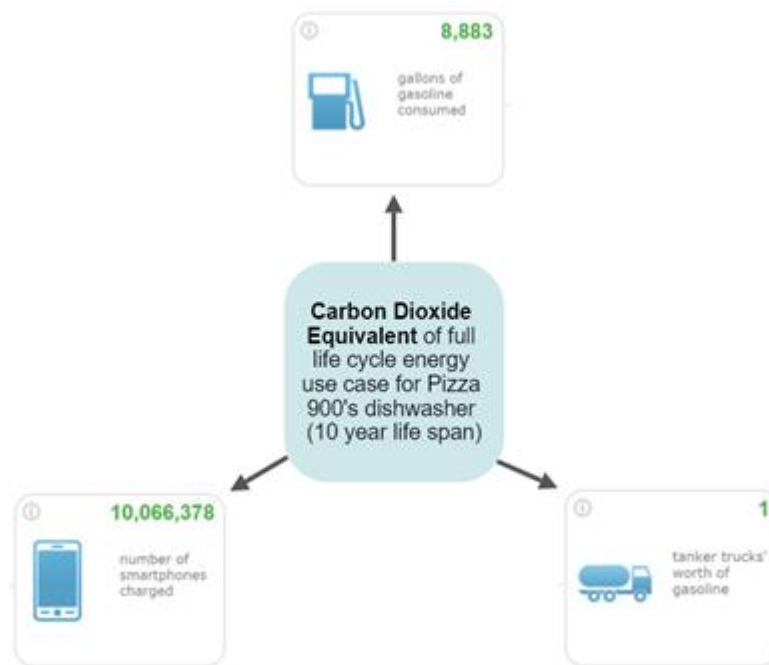 8,883
gallons of
gasoline
consumed
Carbon Dioxide
Equivalent of full
life cycle energy
use case for Pizza
900's dishwasher
(10 year life span)
10,066,378
number of
smartphones
charged
1
tanker trucks'
worth of
gasoline